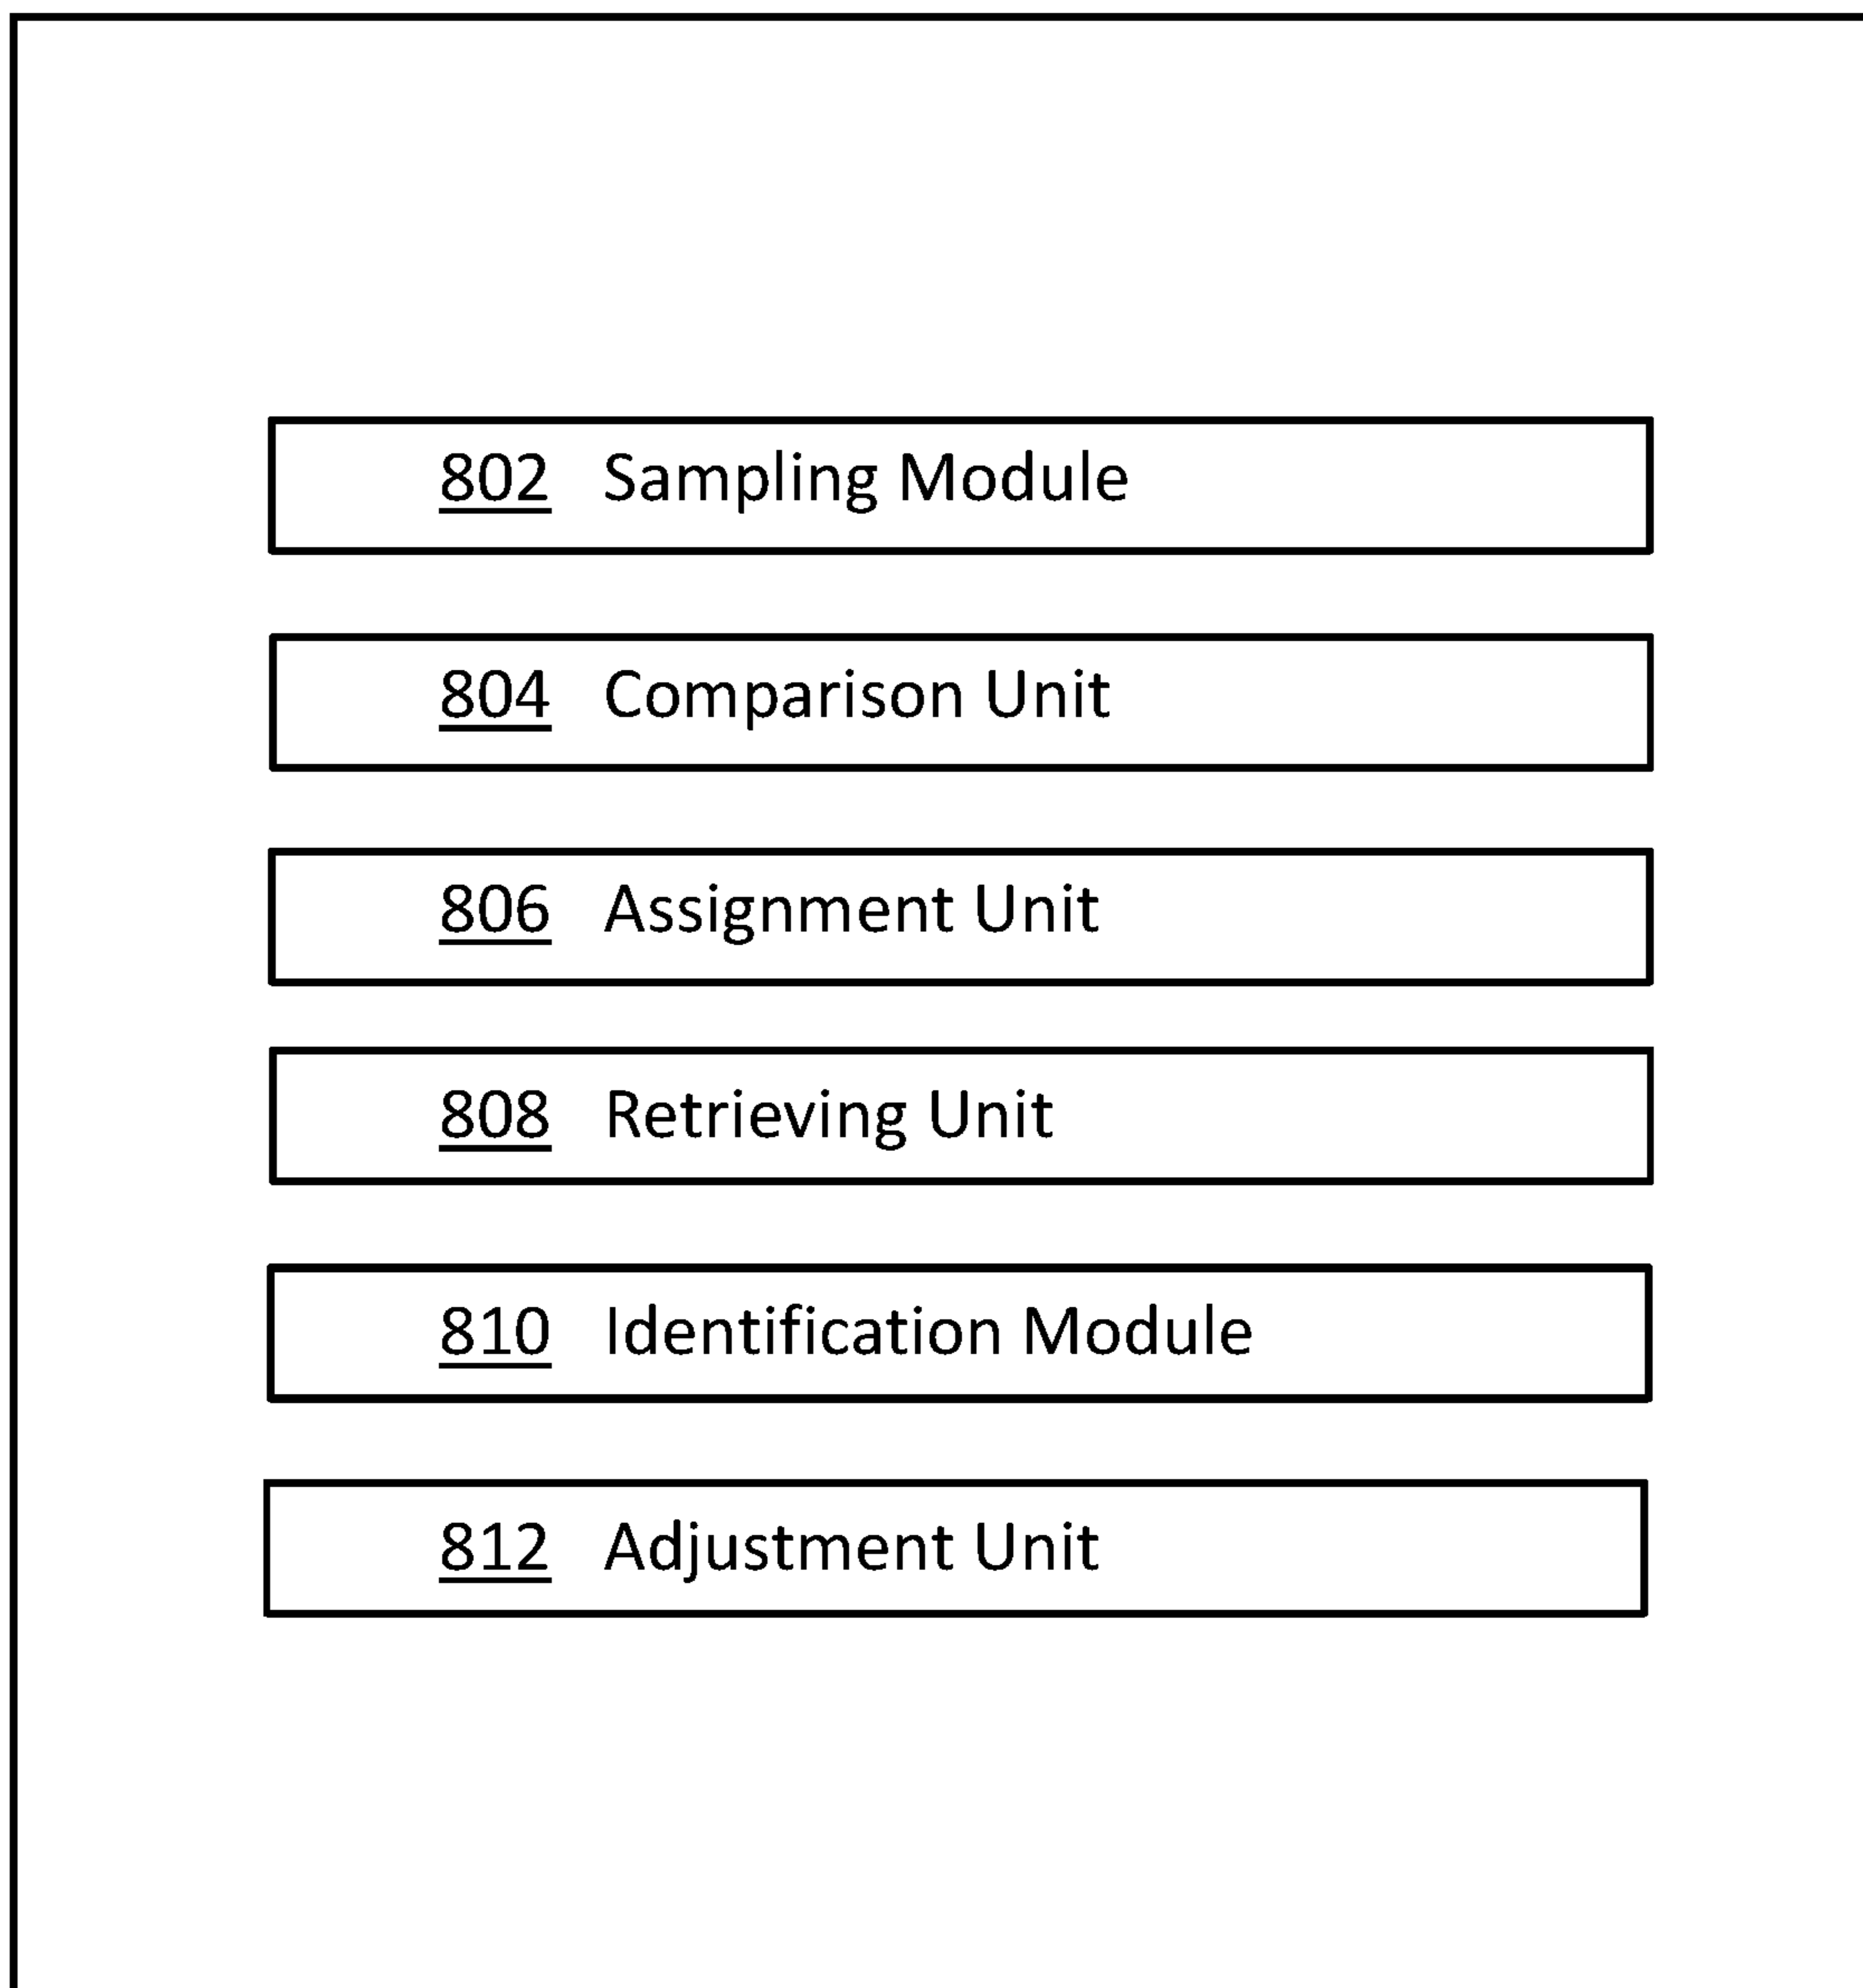 802 Sampling Module
804 Comparison Unit
806 Assignment Unit
808 Retrieving Unit
810 Identification Module
812 Adjustment Unit